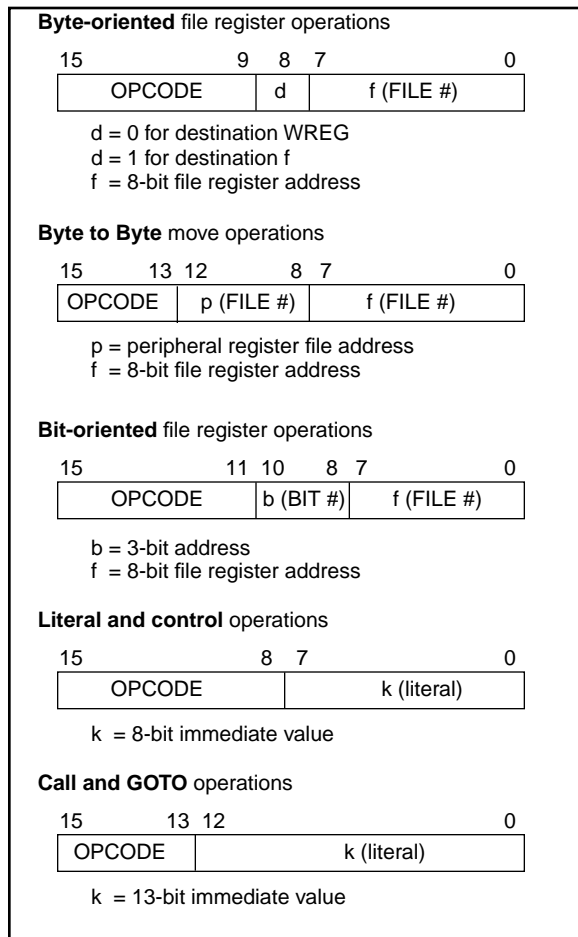 Byte-oriented file register operations
15 9 8 7 0
OPCODE d f (FILE #)
d = 0 for destination WREG
d = 1 for destination f
f = 8-bit file register address
Byte to Byte move operations
15 13 12 8 7 0
OPCODE p (FILE #) f (FILE #)
p = peripheral register file address
f = 8-bit file register address
Bit-oriented file register operations
15 11 10 8 7 0
OPCODE b (BIT #) f (FILE #)
b = 3-bit address
f = 8-bit file register address
Literal and control operations
15 8 7 0
OPCODE k (literal)
k = 8-bit immediate value
Call and GOTO operations
15 13 12 0
OPCODE k (literal)
k = 13-bit immediate value